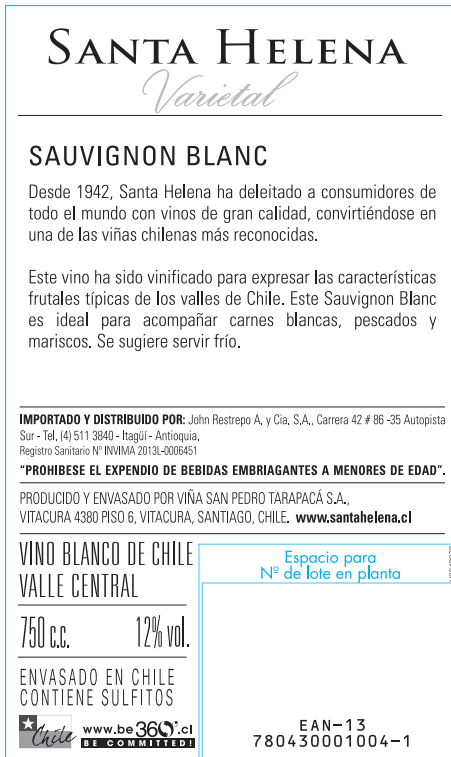 SANTA HELENA
Varietal
SAUVIGNON BLANC
Desde 1942, Santa Helena ha deleitado a consumidores de
todo el mundo con vinos de gran calidad, convirtiéndose en
una de las viñas chilenas más reconocidas.
Este vino ha sido vinificado para expresar las características
frutales típicas de los valles de Chile. Este Sauvignon Blanc
es ideal para acompañar carnes blancas, pescados y
mariscos. Se sugiere servir frío.
IMPORTADO Y DISTRIBUIDO POR: John Restrepo A. y Cia. S.A., Carrera 42 # 86 -35 Autopista
Sur - Tel. (4) 511 3840 - Itagüí - Antioquia.
Registro Sanitario Nº INVIMA 2013L-0006451
“PROHIBESE EL EXPENDIO DE BEBIDAS EMBRIAGANTES A MENORES DE EDAD”.
PRODUCIDO Y ENVASADO POR VIÑA SAN PEDRO TARAPACÁ S.A.,
VITACURA 4380 PISO 6, VITACURA, SANTIAGO, CHILE. www.santahelena.cl
VINO BLANCO DE CHILE
VALLE CENTRAL
750 c.c. 12% vol.
ENVASADO EN CHILE
CONTIENE SULFITOS
Chile www.be360°.cl
BE COMMITTED!
Espacio para
Nº de lote en planta
EAN-13
780430001004-1